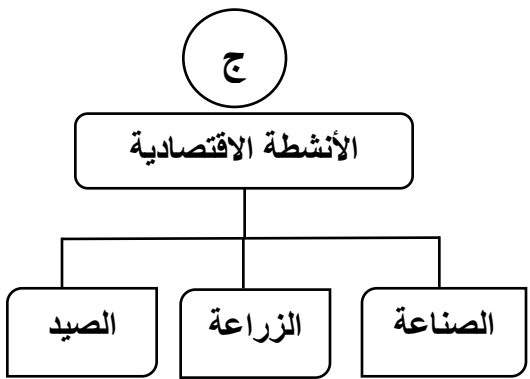 ج
الأنشطة الاقتصادية
الصناعة
الزراعة
الصيد